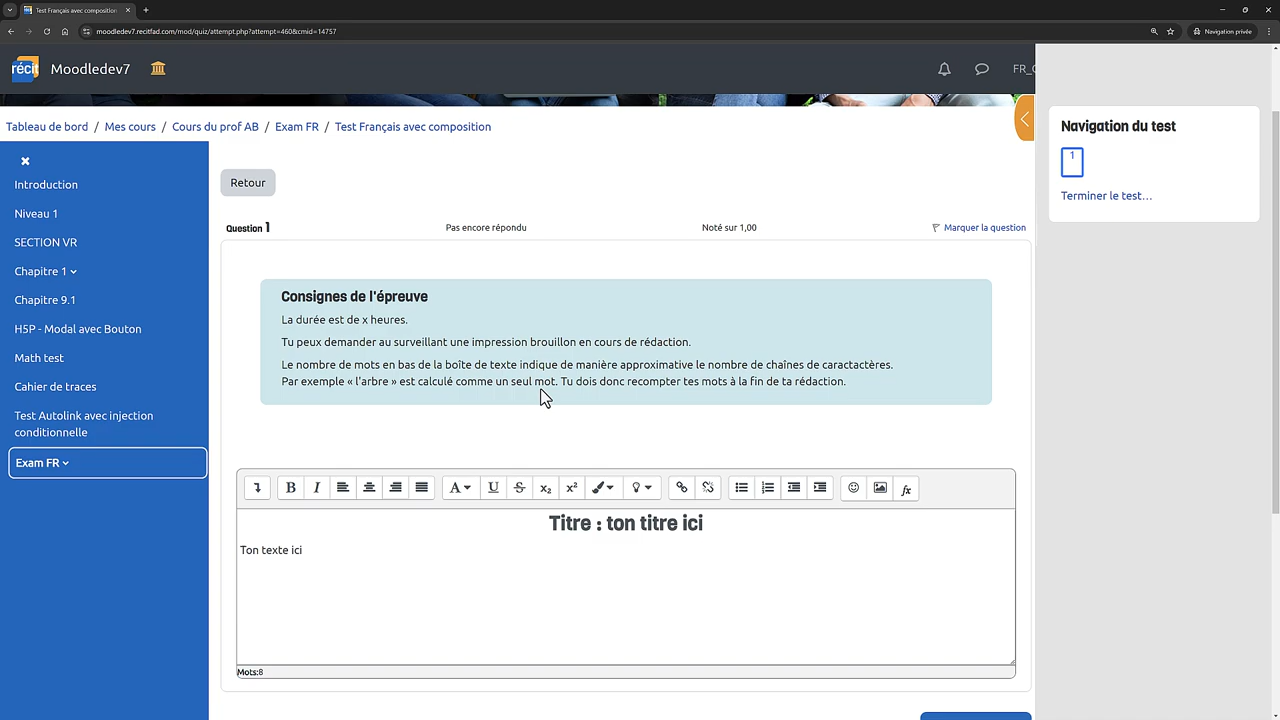 Test Français avec composition
moodledev7.recitfad.com/mod/quiz/attempt.php?attempt=460&cmid=14757
Navigation privée
récit
Moodledev7
Tableau de bord / Mes cours / Cours du prof AB / Exam FR / Test Français avec composition
Introduction
Niveau 1
SECTION VR
Chapitre 1
Chapitre 9.1
H5P - Modal avec Bouton
Math test
Cahier de traces
Test Autolink avec injection
conditionnelle
Exam FR
Retour
Question 1
Pas encore répondu
Noté sur 1,00
Marquer la question
Consignes de l'épreuve
La durée est de x heures.
Tu peux demander au surveillant une impression brouillon en cours de rédaction.
Le nombre de mots en bas de la boîte de texte indique de manière approximative le nombre de chaînes de caractactères.
Par exemple « l'arbre » est calculé comme un seul mot. Tu dois donc recompter tes mots à la fin de ta rédaction.
Titre : ton titre ici
Ton texte ici
Mots:8
Navigation du test
1
Terminer le test…